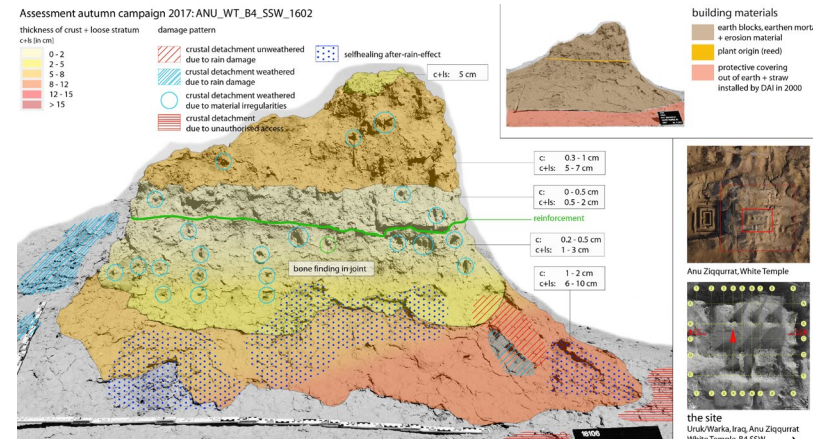 Assessment autumn campaign 2017: ANU_WT_B4_SSW_1602
thickness of crust + loose stratum
c+ls [in cm]
0 - 2
2 - 5
5 - 8
8 - 12
12 - 15
> 15
damage pattern
crustal detachment unweathered
due to rain damage
crustal detachment weathered
due to rain damage
crustal detachment weathered
due to material irregularities
crustal detachment
due to unauthorised access
selfhealing after-rain-effect
c+ls: 5 cm
c: 0.3 - 1 cm
c+ls: 5 - 7 cm
c: 0 - 0.5 cm
c+ls: 0.5 - 2 cm
reinforcement
c: 0.2 - 0.5 cm
c+ls: 1 - 3 cm
bone finding in joint
c: 1 - 2 cm
c+ls: 6 - 10 cm
building materials
earth blocks, earthen morta
+ erosion material
plant origin (reed)
protective covering
out of earth + straw
installed by DAI in 2000
Anu Ziqqurrat, White Temple
the site
Uruk/Warka, Iraq, Anu Ziqqurrat
White Temple, B4 SSW